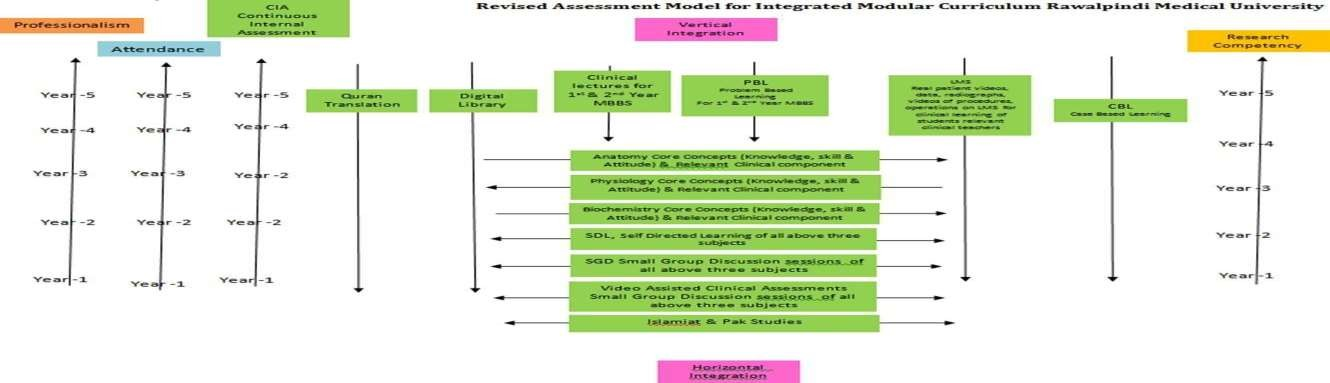 Revised Assessment Model for Integrated Modular Curriculum Rawalpindi Medical University
Professionalism
Attendance
CIA
Continuous
Internal
Assessment
Vertical
Integration
Research
Competency
Year -5
Year -4
Year -3
Year -2
Year -1
Year -5
Year -4
Year -3
Year -2
Year -1
Year -5
Year -4
Year -2
Year -2
Year -1
Quran
Translation
Digital
Library
Clinical
lectures for
1st & 2nd Year
MBBS
PBL
Problem Based
Learning
For 1st & 2nd Year MBBS
LMS
Real patient videos,
data, radiographs,
videos of procedures,
operations on LMS for
clinical learning of
students relevant
clinical teachers
CBL
Case Based Learning
Year -5
Year -4
Year -3
Year -2
Year -1
Anatomy Core Concepts (Knowledge, skill &
Attitude) & Relevant Clinical component
Physiology Core Concepts (Knowledge, skill &
Attitude) & Relevant Clinical component
Biochemistry Core Concepts (Knowledge, skill &
Attitude) & Relevant Clinical component
SDL, Self Directed Learning of all above three
subjects
SGD Small Group Discussion sessions of
all above three subjects
Video Assisted Clinical Assessments
Small Group Discussion sessions of all
above three subjects
Islamiat & Pak Studies
Horizontal
Integration